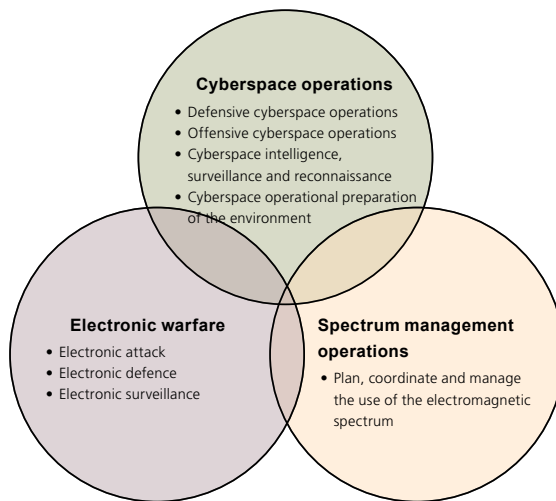 Cyberspace operations
• Defensive cyberspace operations
• Offensive cyberspace operations
• Cyberspace intelligence,
surveillance and reconnaissance
• Cyberspace operational preparation
of the environment
Electronic warfare
• Electronic attack
• Electronic defence
• Electronic surveillance
Spectrum management
operations
• Plan, coordinate and manage
the use of the electromagnetic
spectrum